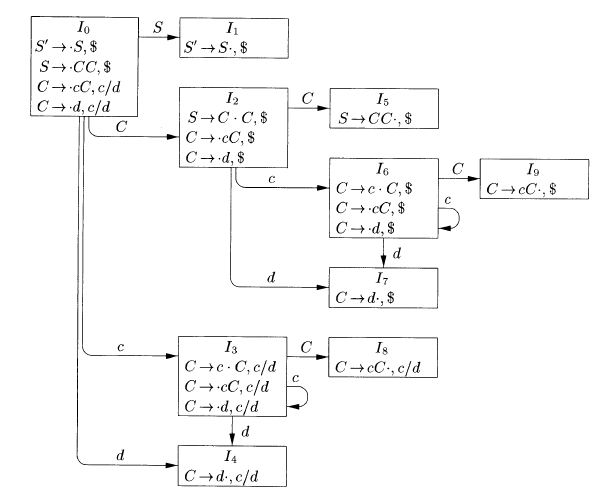 I₀
S′ → ·S, $
S → ·CC, $
C → ·cC, c/d
C → ·d, c/d
S
I₁
S′ → S·, $
C
I₂
S → C · C, $
C → ·cC, $
C → ·d, $
C
I₅
S → CC·, $
c
I₆
C → c · C, $
C → ·cC, $
C → ·d, $
C
c
I₉
C → cC·, $
d
d
I₇
C → d·, $
c
I₃
C → c · C, c/d
C → ·cC, c/d
C → ·d, c/d
C
c
I₈
C → cC·, c/d
d
d
I₄
C → d·, c/d